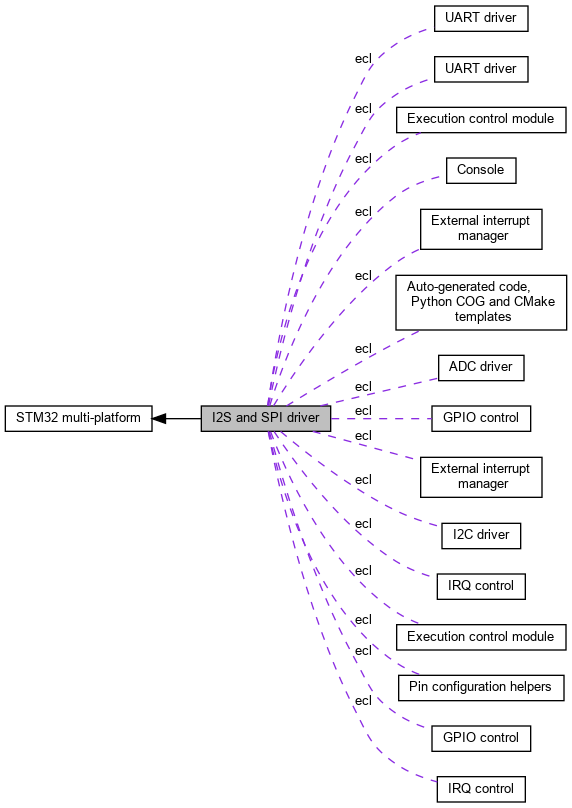 UART driver
ecl
UART driver
ecl
Execution control module
ecl
Console
ecl
External interrupt
manager
ecl
Auto-generated code,
Python COG and CMake
templates
ecl
ADC driver
ecl
STM32 multi-platform
I2S and SPI driver
ecl
GPIO control
ecl
External interrupt
manager
ecl
I2C driver
ecl
IRQ control
ecl
Execution control module
ecl
Pin configuration helpers
ecl
GPIO control
ecl
IRQ control